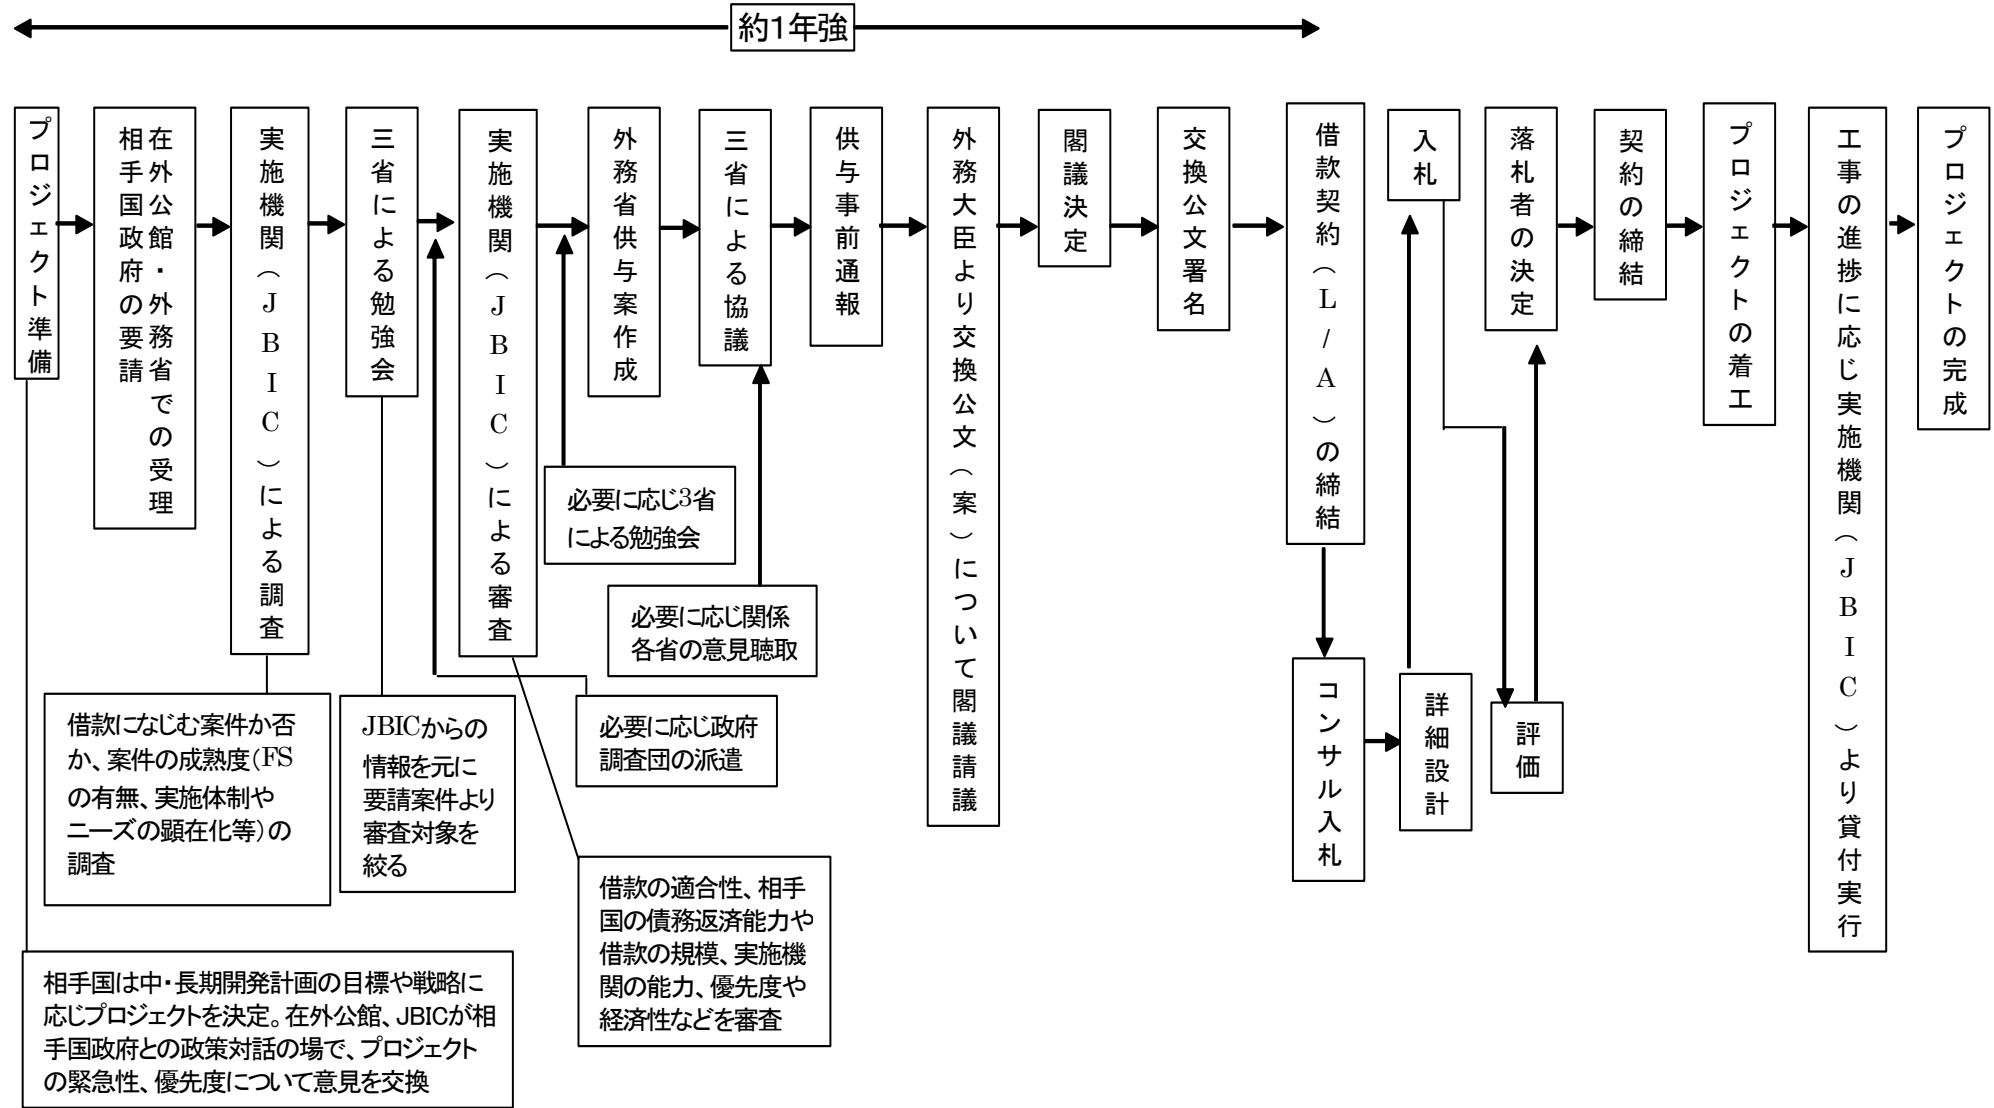 約1年強
プロジェクト準備
在外公館・外務省での受理
相手国政府の要請
実施機関（JBIC）による調査
三省による勉強会
実施機関（JBIC）による審査
外務省供与案作成
三省による協議
供与事前通報
外務大臣より交換公文（案）について閣議請議
閣議決定
交換公文署名
借款契約（L/A）の締結
入札
落札者の決定
契約の締結
プロジェクトの着工
工事の進捗に応じ実施機関（JBIC）より貸付実行
プロジェクトの完成
必要に応じ3省
による勉強会
必要に応じ関係
各省の意見聴取
コンサル入札
詳細設計
評価
借款になじむ案件か否
か、案件の成熟度(FS
の有無、実施体制や
ニーズの顕在化等)の
調査
JBICからの
情報を元に
要請案件より
審査対象を
絞る
必要に応じ政府
調査団の派遣
借款の適合性、相手
国の債務返済能力や
借款の規模、実施機
関の能力、優先度や
経済性などを審査
相手国は中・長期開発計画の目標や戦略に
応じプロジェクトを決定。在外公館、JBICが相
手国政府との政策対話の場で、プロジェクト
の緊急性、優先度について意見を交換